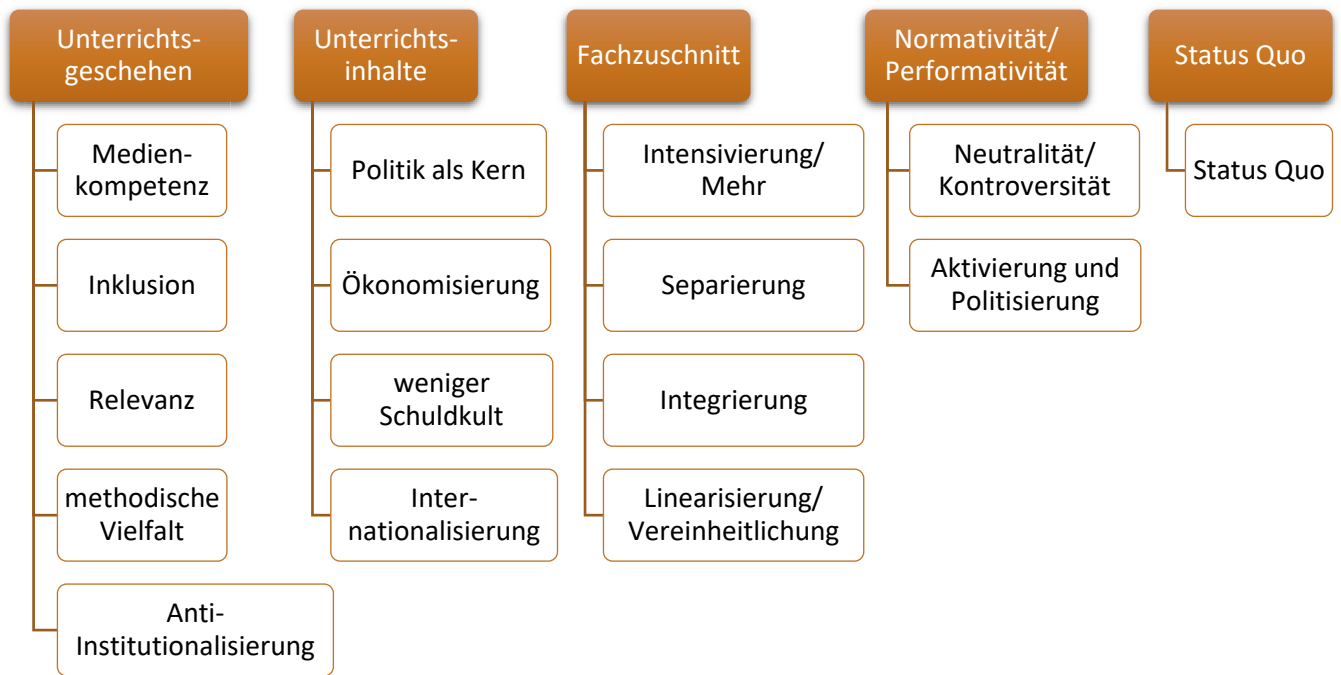 Unterrichts-
geschehen
Medien-
kompetenz
Inklusion
Relevanz
methodische
Vielfalt
Anti-
Institutionalisierung
Unterrichts-
inhalte
Politik als Kern
Ökonomisierung
weniger
Schuldkult
Inter-
nationalisierung
Fachzuschnitt
Intensivierung/
Mehr
Separierung
Integrierung
Linearisierung/
Vereinheitlichung
Normativität/
Performativität
Neutralität/
Kontroversität
Aktivierung und
Politisierung
Status Quo
Status Quo